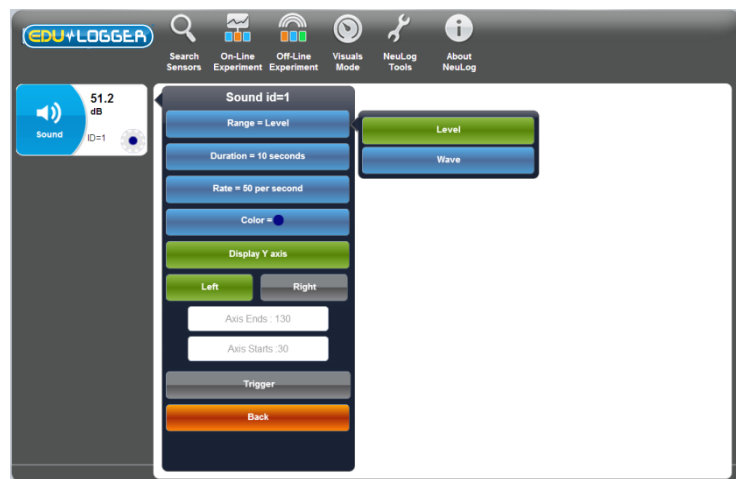 EDU LOGGER
Search Sensors
On-Line Experiment
Off-Line Experiment
Visuals Mode
NeuLog Tools
About NeuLog
51.2
dB
Sound
ID=1
Sound id=1
Range = Level
Level
Wave
Duration = 10 seconds
Rate = 50 per second
Color =
Display Y axis
Left
Right
Axis Ends : 130
Axis Starts :30
Trigger
Back